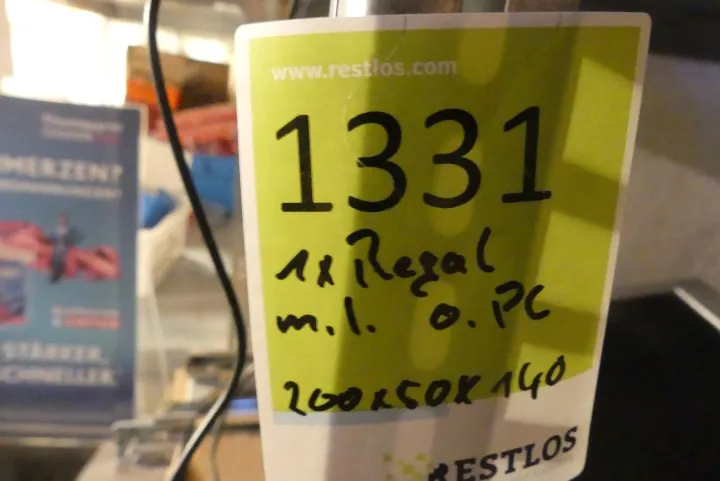 www.restlos.com
1331
1x Regal
m.l. o. PC
200x50x140
RESTLOS
MERZEN?
STÄRKER.
CHNELLER